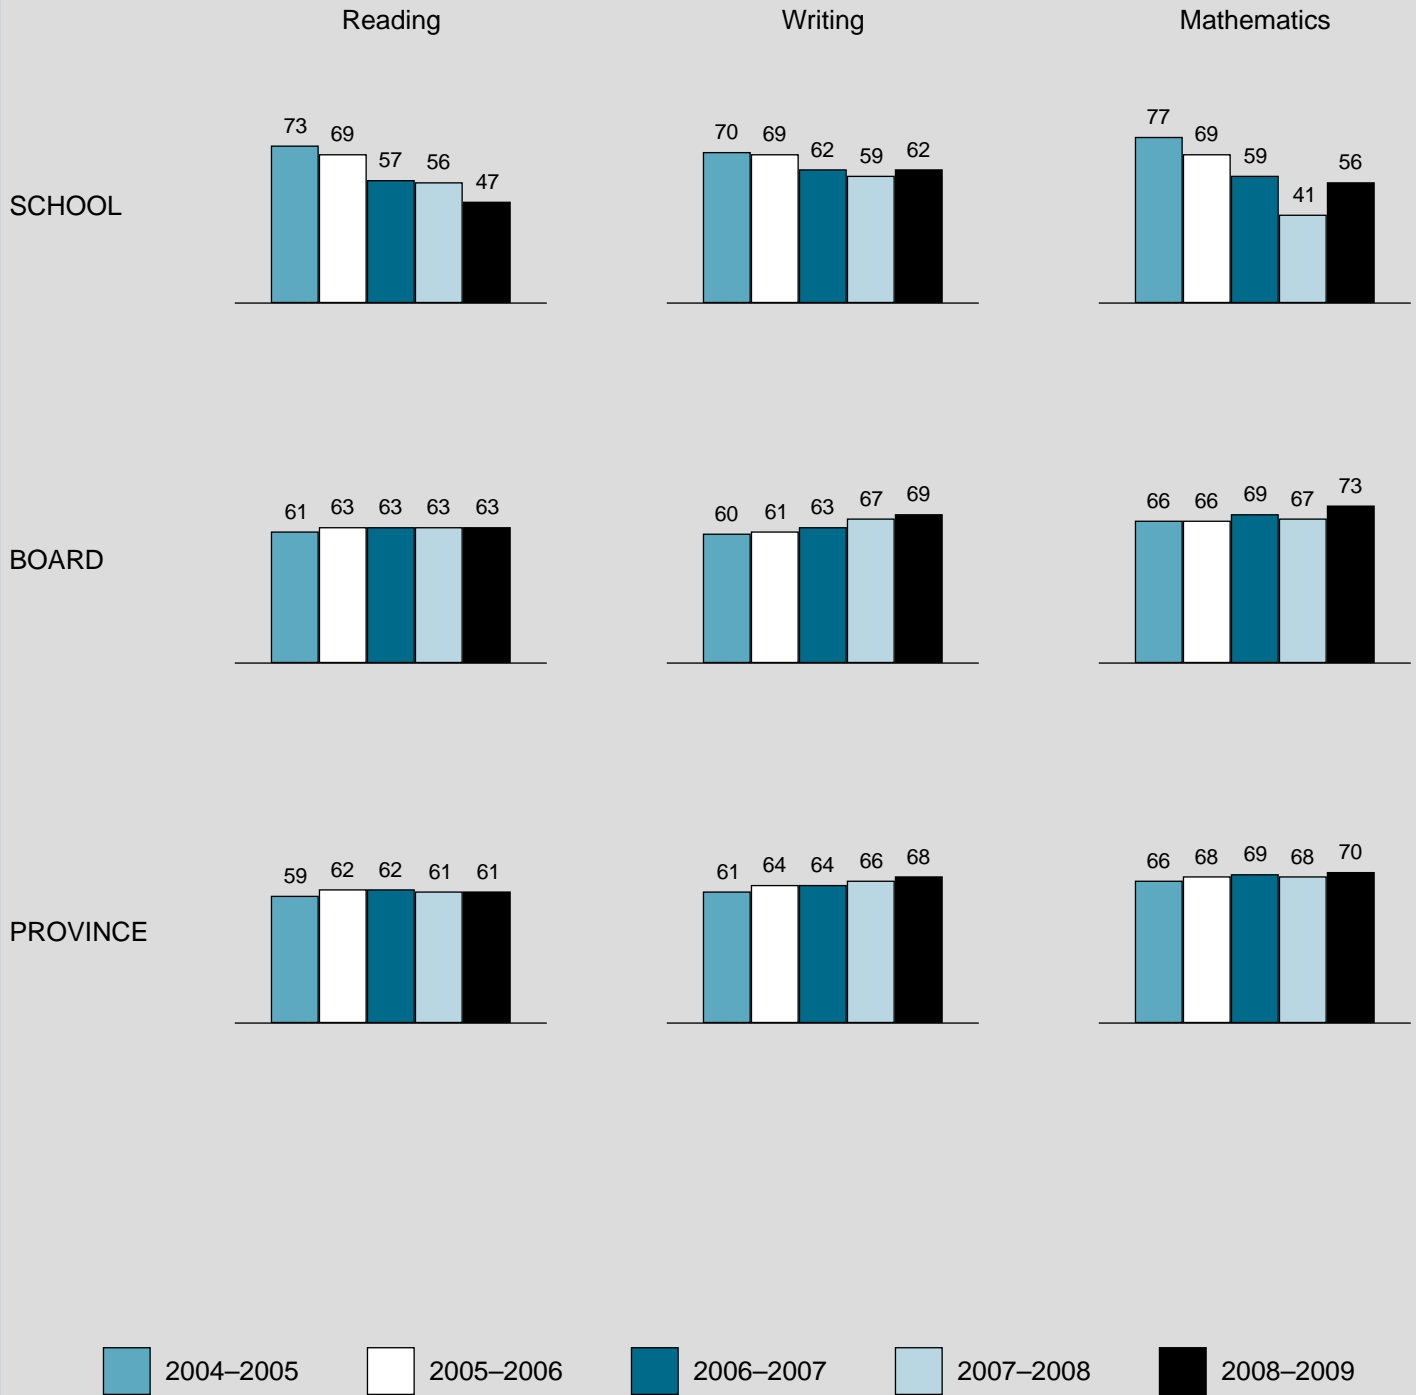 Reading Writing Mathematics
SCHOOL
73 69 57 56 47
70 69 62 59 62
77 69 59 41 56
BOARD
61 63 63 63 63
60 61 63 67 69
66 66 69 67 73
PROVINCE
59 62 62 61 61
61 64 64 66 68
66 68 69 68 70
2004–2005 2005–2006 2006–2007 2007–2008 2008–2009